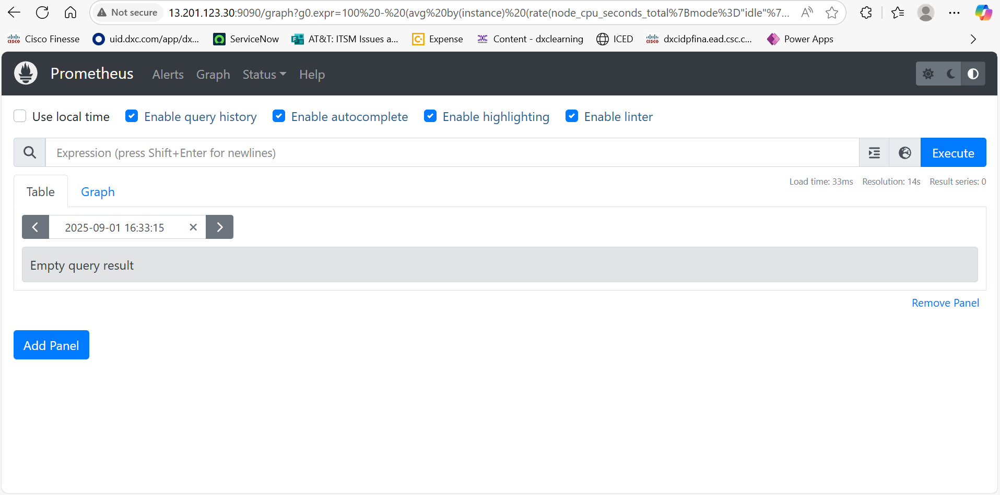 Not secure 13.201.123.30:9090/graph?g0.expr=100%20-%20(avg%20by(instance)%20(rate(node_cpu_seconds_total%7Bmode%3D"idle"%7...
Cisco Finesse uid.dxc.com/app/dx... ServiceNow AT&T: ITSM Issues a... Expense Content - dxclearning ICED dxcidpfina.ead.csc.c... Power Apps
Prometheus Alerts Graph Status Help
Use local time Enable query history Enable autocomplete Enable highlighting Enable linter
Expression (press Shift+Enter for newlines) Execute
Table Graph Load time: 33ms Resolution: 14s Result series: 0
2025-09-01 16:33:15
Empty query result
Remove Panel
Add Panel